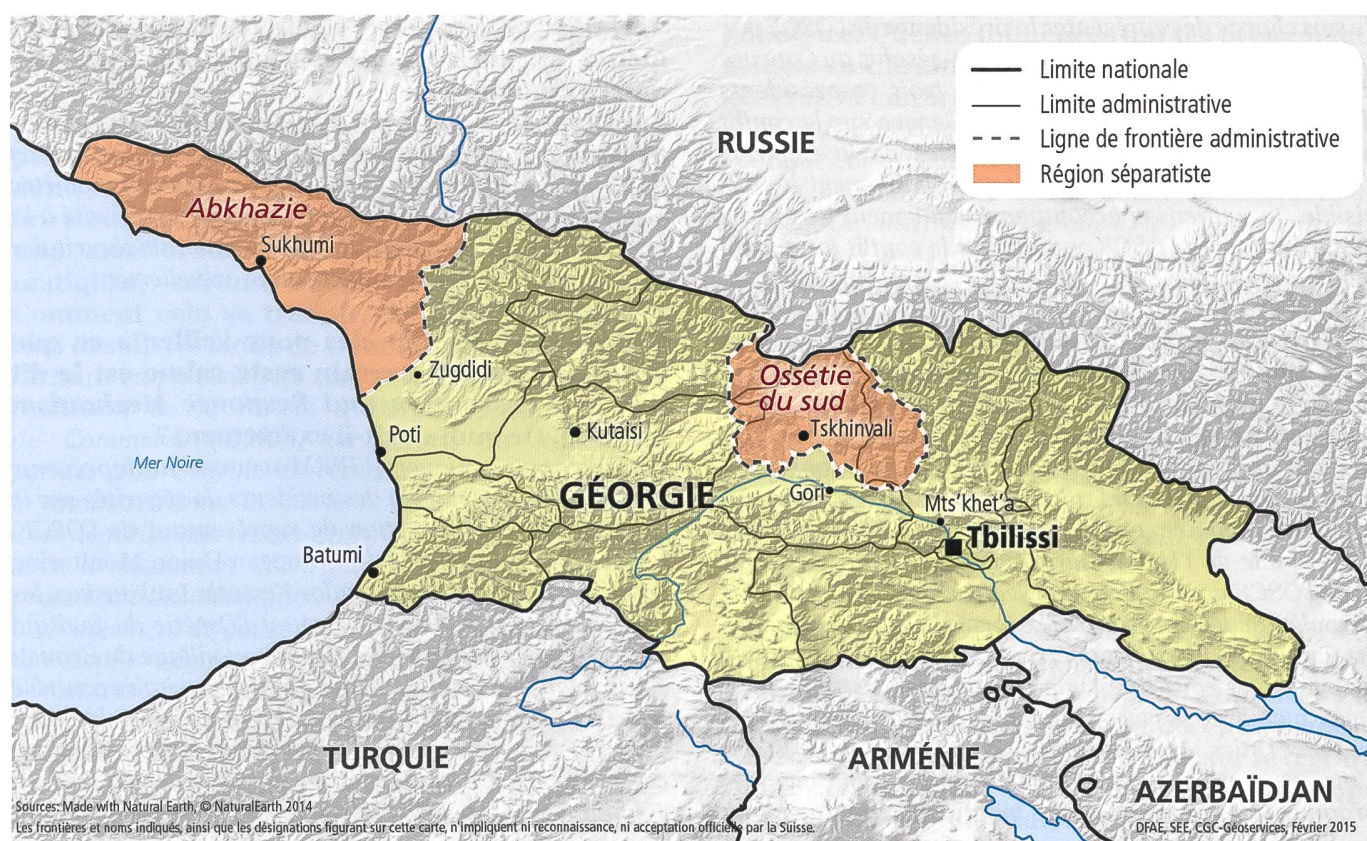 Limite nationale
Limite administrative
Ligne de frontière administrative
Région séparatiste
RUSSIE
Abkhazie
Sukhumi
Zugdidi
Ossétie
du sud
Tskhinvali
Poti
Kutaisi
Mer Noire
GÉORGIE
Gori
Mts'khet'a
Tbilissi
Batumi
TURQUIE
ARMÉNIE
AZERBAÏDJAN
Sources: Made with Natural Earth, © NaturalEarth 2014
Les frontières et noms indiqués, ainsi que les désignations figurant sur cette carte, n'impliquent ni reconnaissance, ni acceptation officielle par la Suisse.
DFAE, SEE, CGC-Géoservices, Février 2015